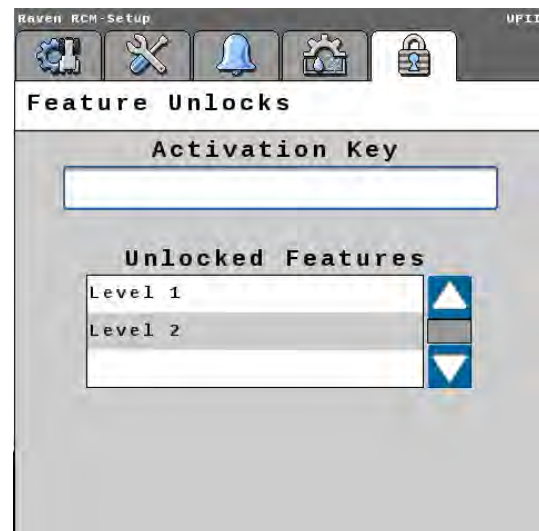 Raven RCM-Setup
Feature Unlocks
Activation Key
Unlocked Features
Level 1
Level 2